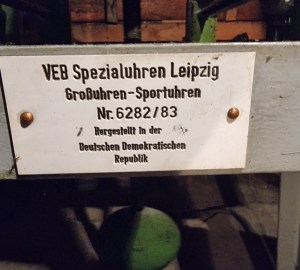 VEB Spezialuhren Leipzig
Großuhren-Sportuhren
Nr. 6282/83
Hergestellt in der
Deutschen Demokratischen
Republik